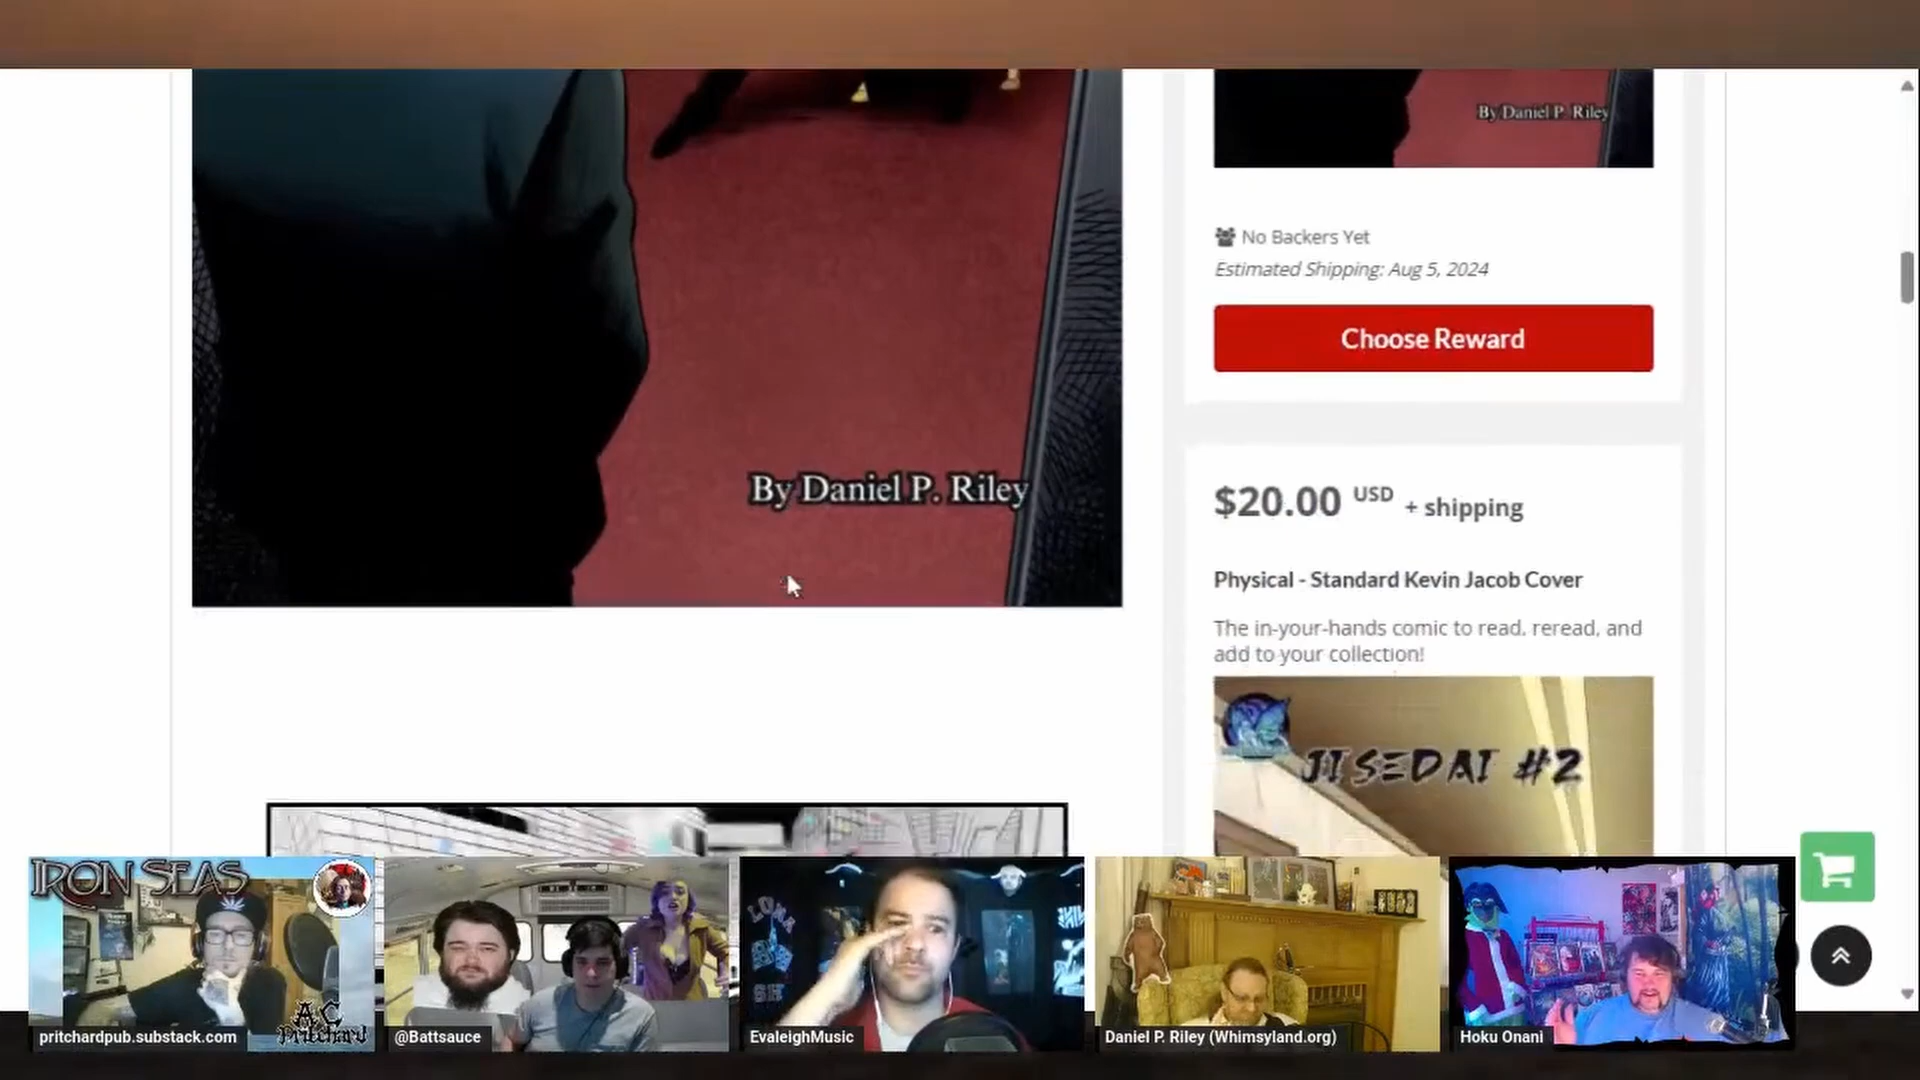 By Daniel P. Riley
By Daniel P. Riley
No Backers Yet
Estimated Shipping: Aug 5, 2024
Choose Reward
$20.00 USD + shipping
Physical - Standard Kevin Jacob Cover
The in-your-hands comic to read, reread, and
add to your collection!
JISEDAI #2
IRON SEAS
A.C.
Pritchard
pritchardpub.substack.com
@Battsauce
EvaleighMusic
Daniel P. Riley (Whimsyland.org)
Hoku Onani